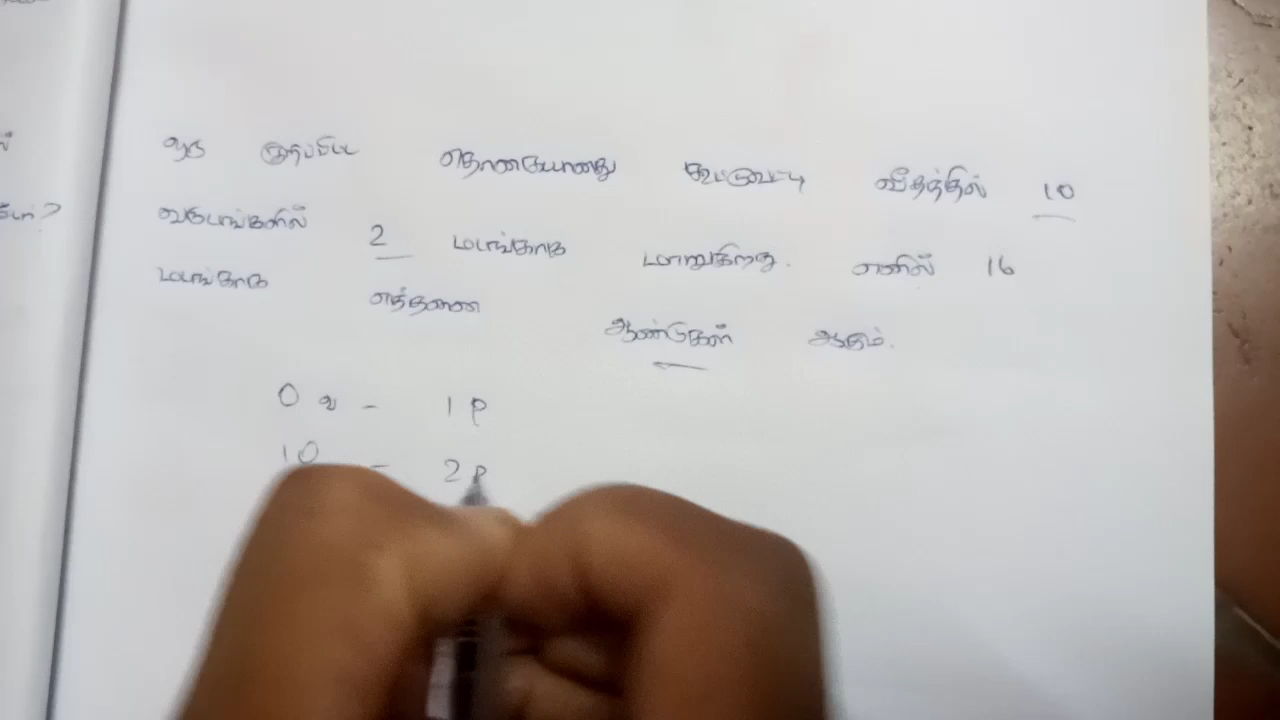 ஒரு குறிப்பிட்ட தொகையானது கூட்டுவட்டி வீதத்தில் 10
வருடங்களில் 2 மடங்காக மாறுகிறது. எனில் 16
மடங்காக எத்தனை ஆண்டுகள் ஆகும்.
0 வ - 1 P
10 - 2 P